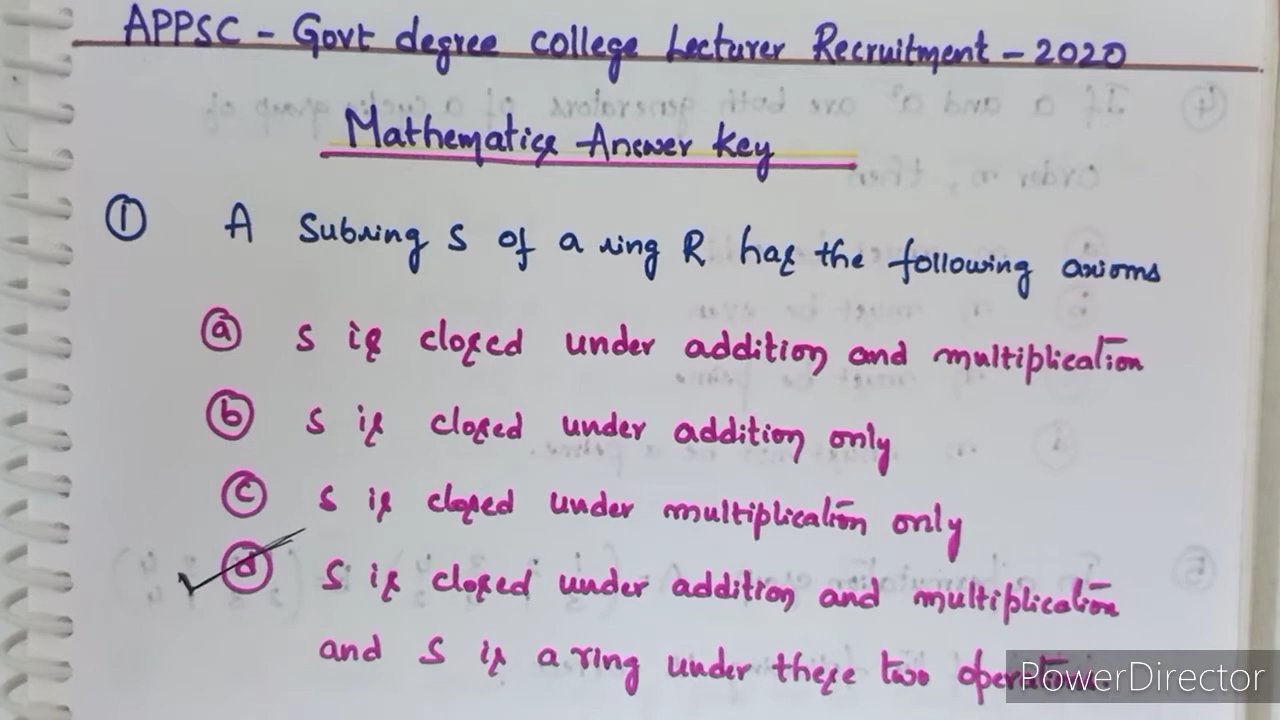 APPSC - Govt degree college Lecturer Recruitment - 2020
Mathematics Answer Key
① A Subring S of a ring R has the following axioms
ⓐ S is closed under addition and multiplication
ⓑ S is closed under addition only
ⓒ S is closed under multiplication only
ⓓ S is closed under addition and multiplication
and S is a ring under these two
PowerDirector